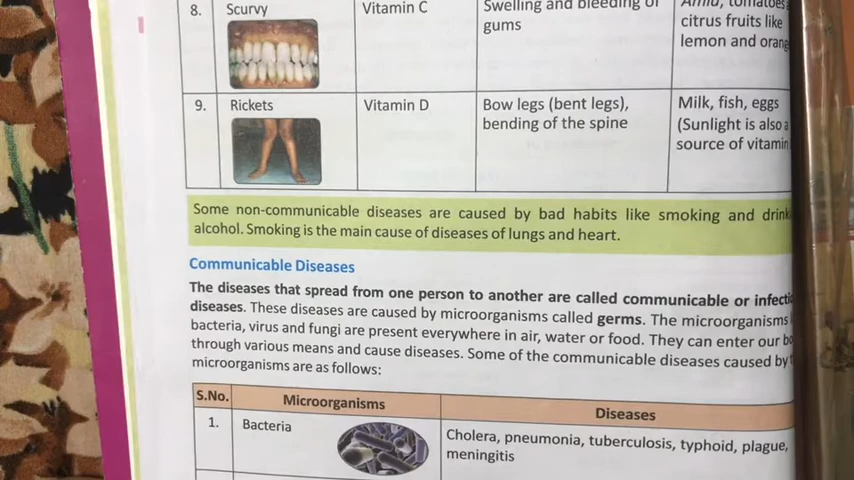 8. Scurvy Vitamin C Swelling and bleeding of gums Amla, tomatoes citrus fruits like lemon and orang
9. Rickets Vitamin D Bow legs (bent legs), bending of the spine Milk, fish, eggs (Sunlight is also a source of vitamin
Some non-communicable diseases are caused by bad habits like smoking and drink
alcohol. Smoking is the main cause of diseases of lungs and heart.
Communicable Diseases
The diseases that spread from one person to another are called communicable or infecti
diseases. These diseases are caused by microorganisms called germs. The microorganisms
bacteria, virus and fungi are present everywhere in air, water or food. They can enter our bo
through various means and cause diseases. Some of the communicable diseases caused by
microorganisms are as follows:
S.No. Microorganisms Diseases
1. Bacteria Cholera, pneumonia, tuberculosis, typhoid, plague,
meningitis